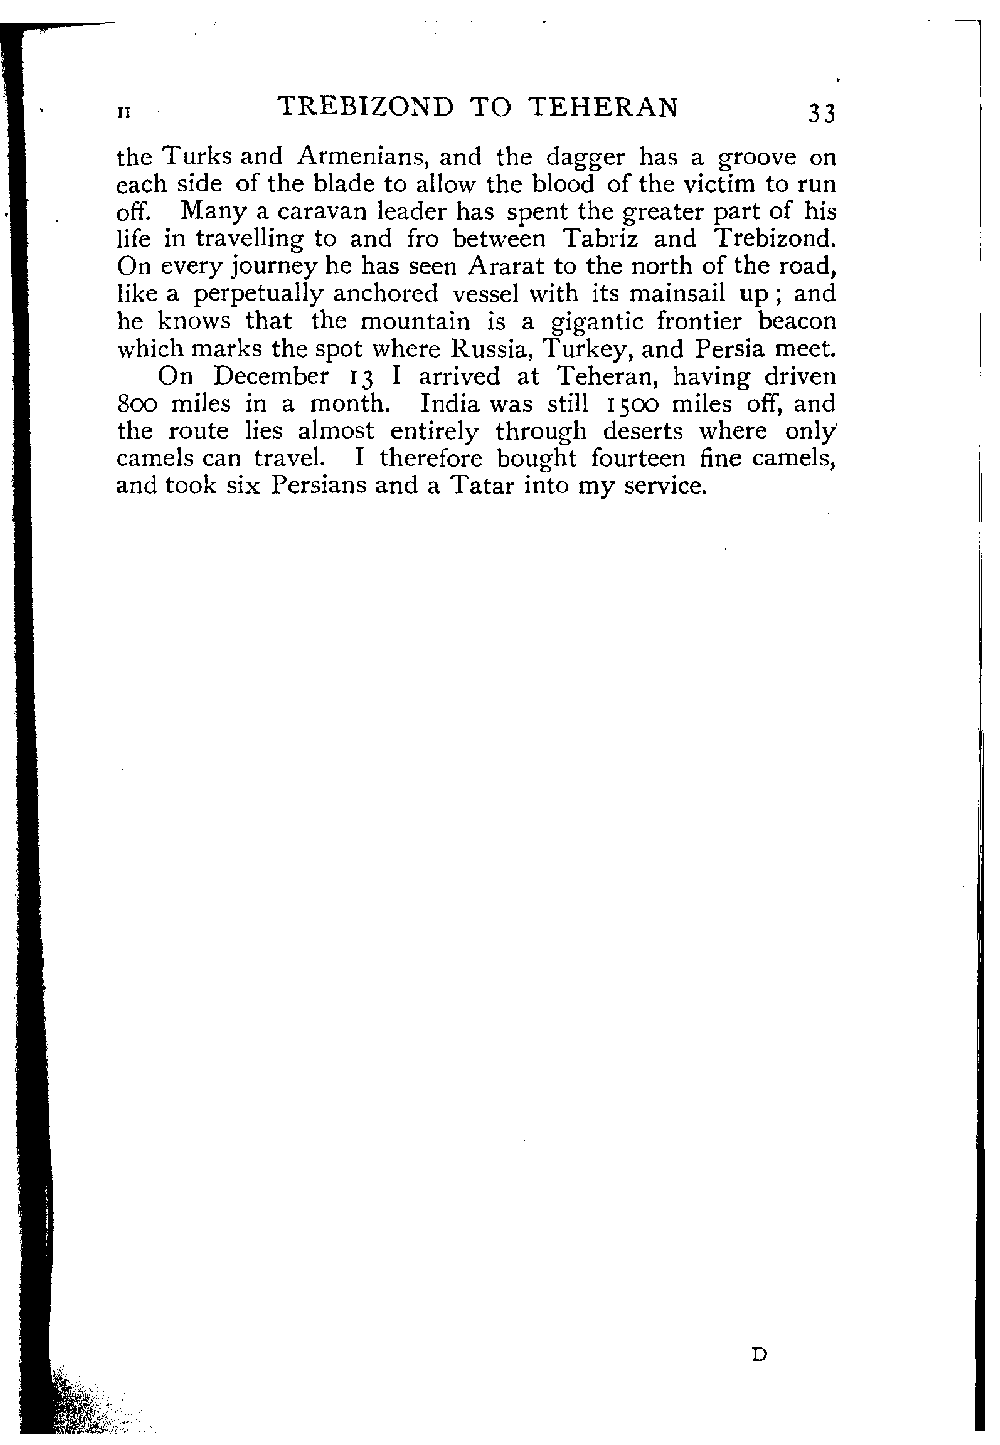 II TREBIZOND TO TEHERAN 33
the Turks and Armenians, and the dagger has a groove on
each side of the blade to allow the blood of the victim to run
off. Many a caravan leader has spent the greater part of his
life in travelling to and fro between Tabriz and Trebizond.
On every journey he has seen Ararat to the north of the road,
like a perpetually anchored vessel with its mainsail up ; and
he knows that the mountain is a gigantic frontier beacon
which marks the spot where Russia, Turkey, and Persia meet.
On December 13 I arrived at Teheran, having driven
800 miles in a month. India was still 1500 miles off, and
the route lies almost entirely through deserts where only
camels can travel. I therefore bought fourteen fine camels,
and took six Persians and a Tatar into my service.
D